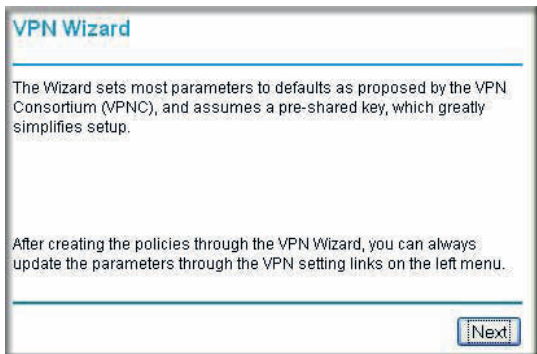 VPN Wizard
The Wizard sets most parameters to defaults as proposed by the VPN
Consortium (VPNC), and assumes a pre-shared key, which greatly
simplifies setup.
After creating the policies through the VPN Wizard, you can always
update the parameters through the VPN setting links on the left menu.
Next